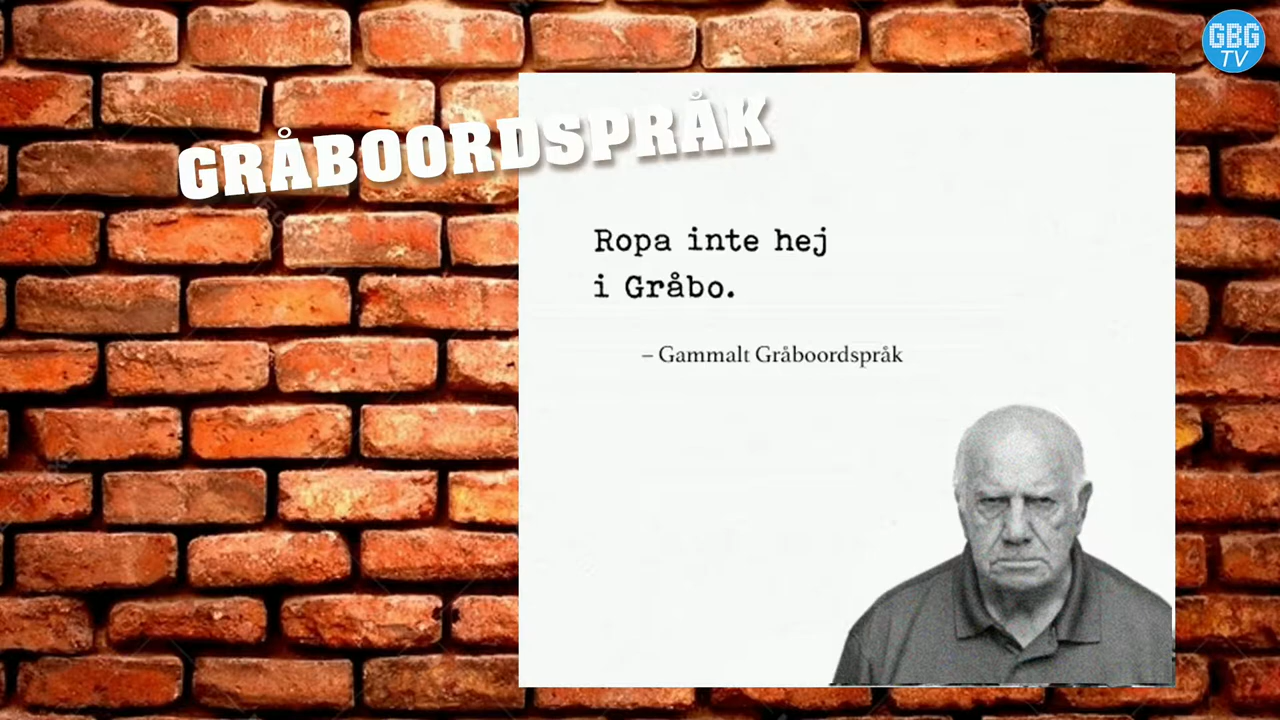 GBG
TV
GRÅBOORDSPRÅK
Ropa inte hej
i Gråbo.
– Gammalt Gråboordspråk